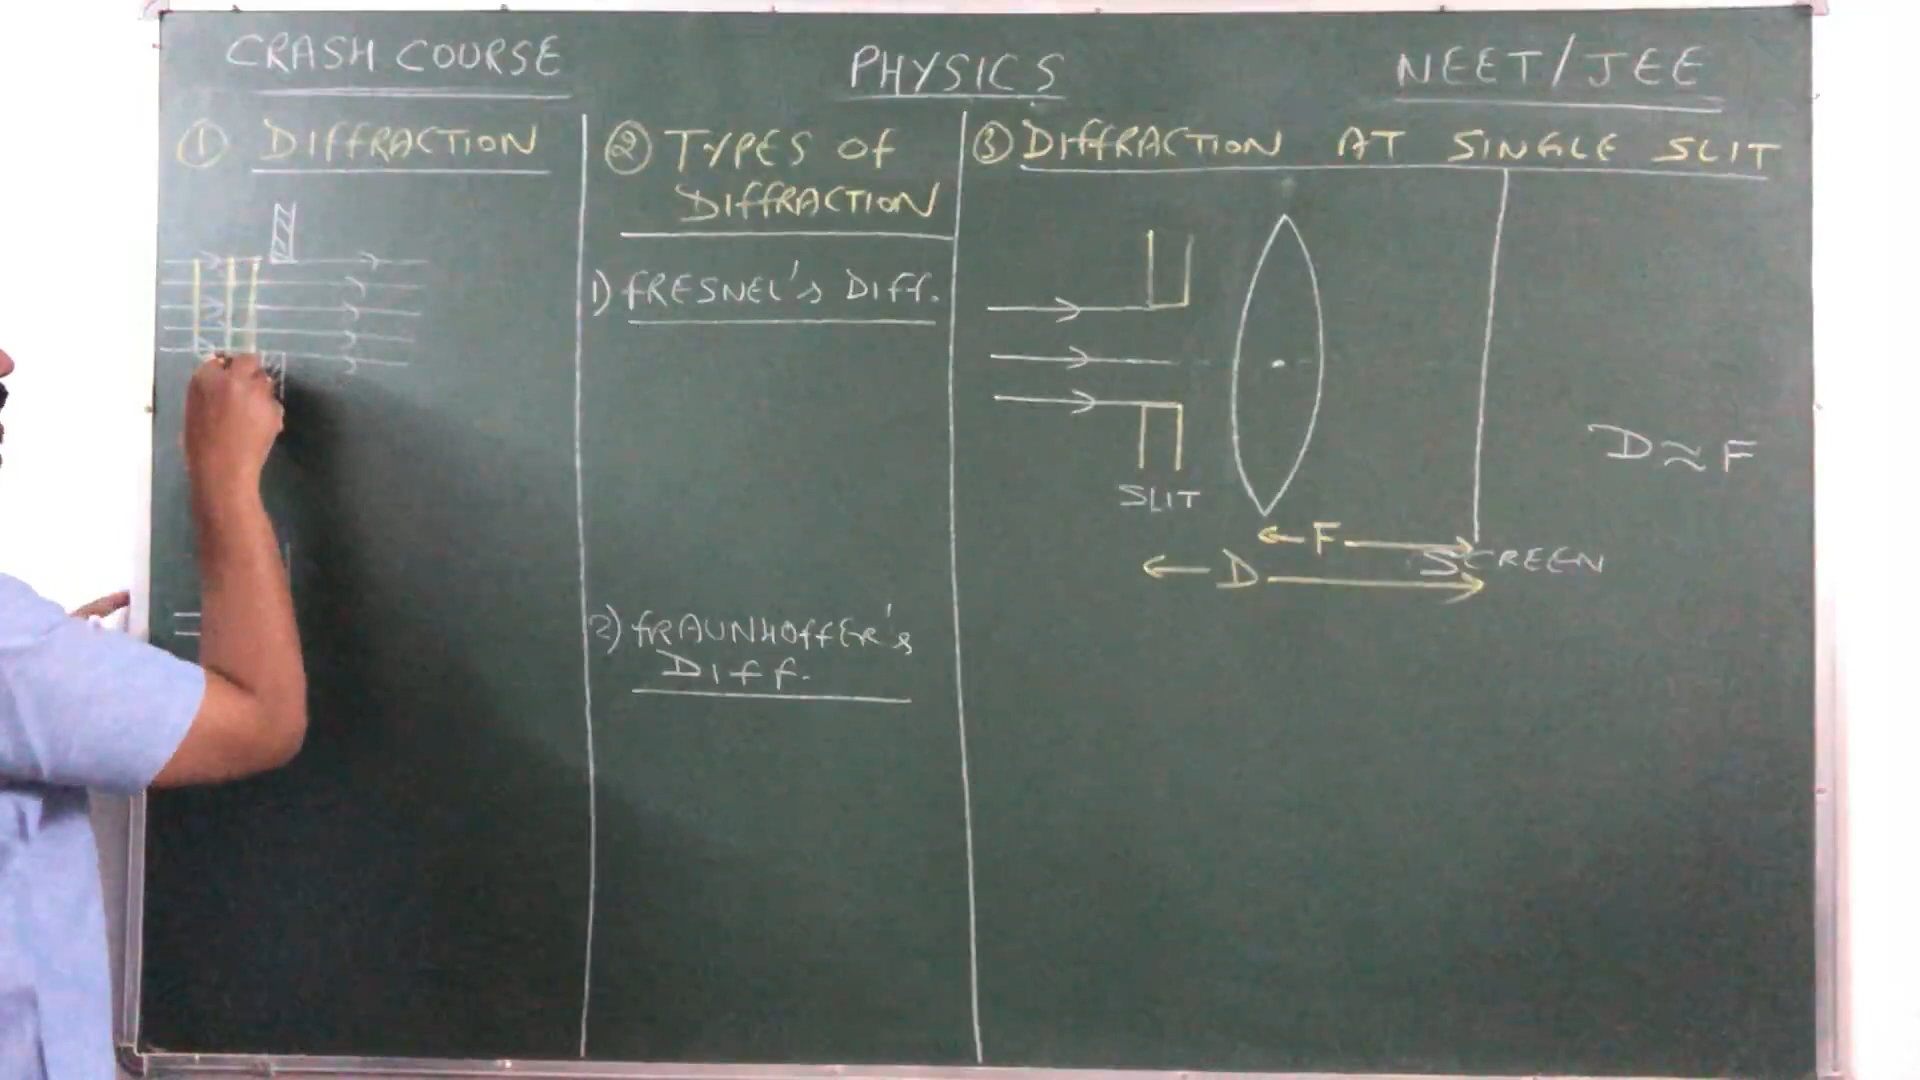 CRASH COURSE
PHYSICS
NEET/JEE
① DIFFRACTION
② TYPES Of
DIFFRACTION
1) FRESNEL's DIFF.
2) fRAUNHOffER's
DIff.
③ DIFFRACTION AT SINGLE SLIT
SLIT
F
SCREEN
D
D ≈ F